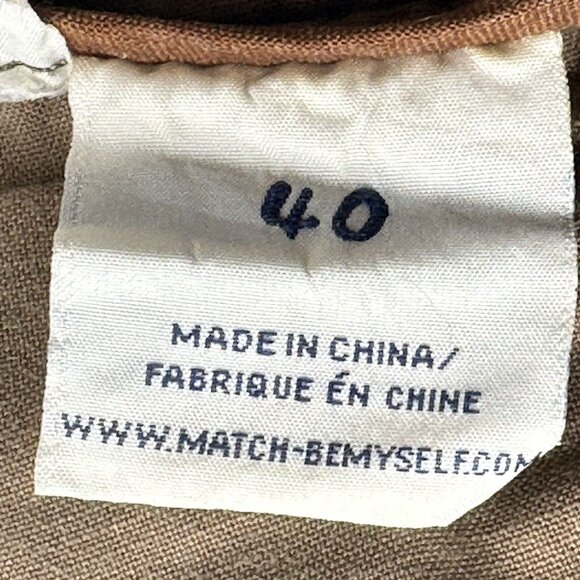 40
MADE IN CHINA/
FABRIQUE ÉN CHINE
WWW.MATCH-BEMYSELF.COM